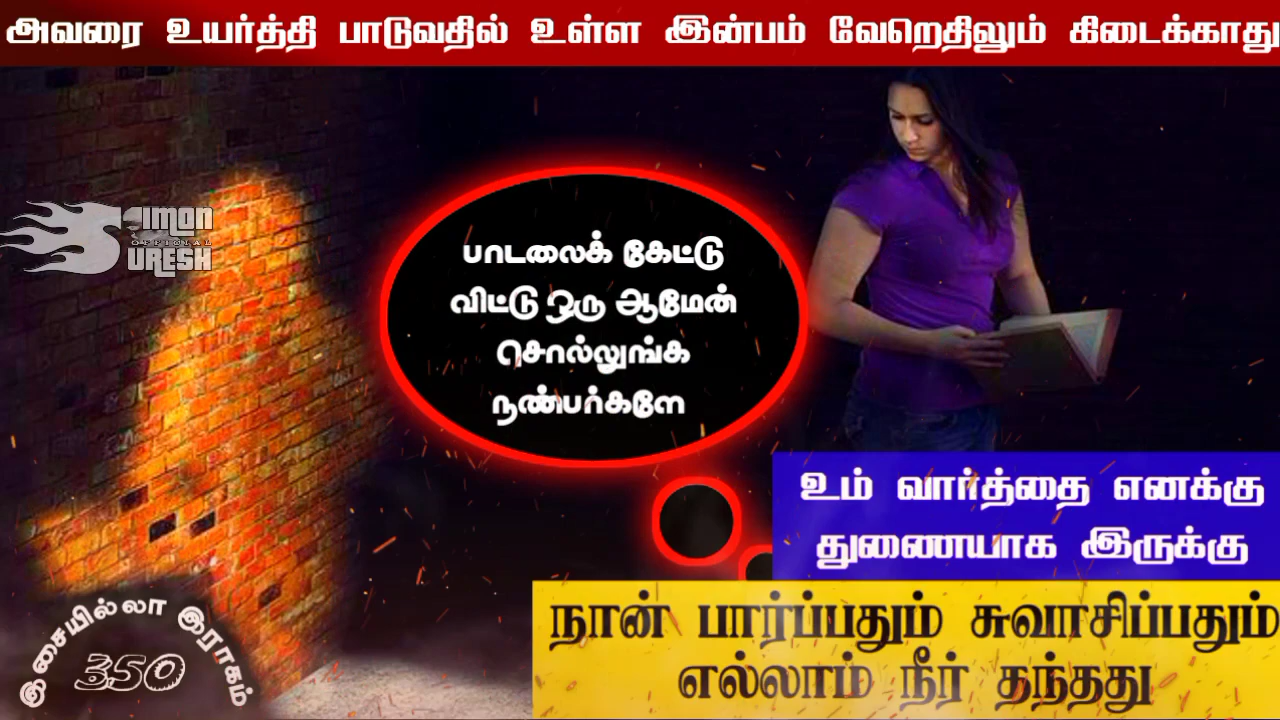 அவரை உயர்த்தி பாடுவதில் உள்ள இன்பம் வேறெதிலும் கிடைக்காது
SIMON
OFFICIAL
SURESH
பாடலைக் கேட்டு
விட்டு ஒரு ஆமேன்
சொல்லுங்க
நண்பர்களே
உம் வார்த்தை எனக்கு
துணையாக இருக்கு
நான் பார்ப்பதும் சுவாசிப்பதும்
எல்லாம் நீர் தந்தது
இசையில்லா இராகம்
350